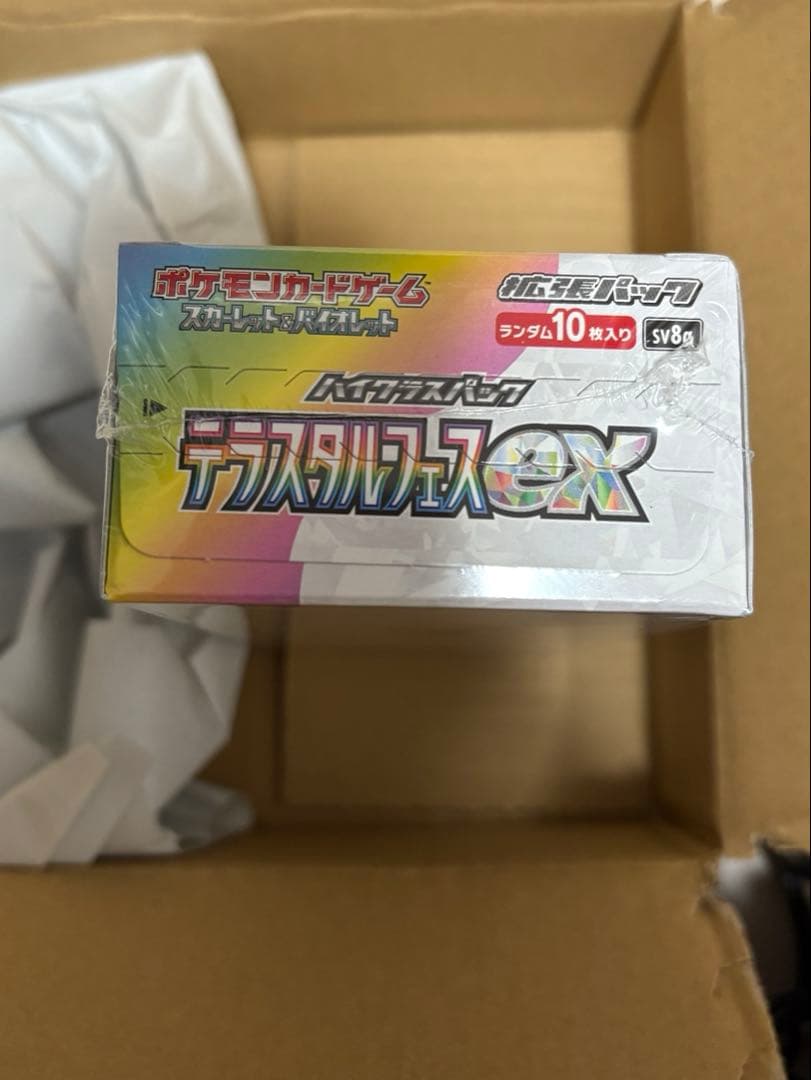 ポケモンカードゲーム
スカーレット&バイオレット
拡張パック
ランダム10枚入り SV8a
ハイクラスパック
テラスタルフェスex